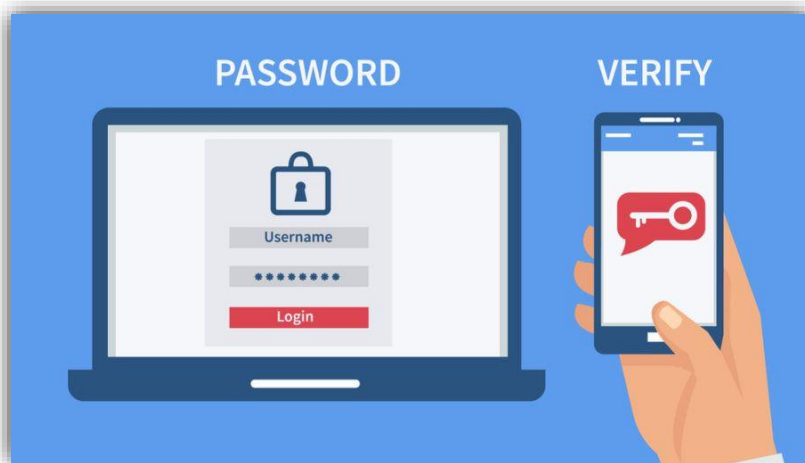 PASSWORD
VERIFY
Username
********
Login